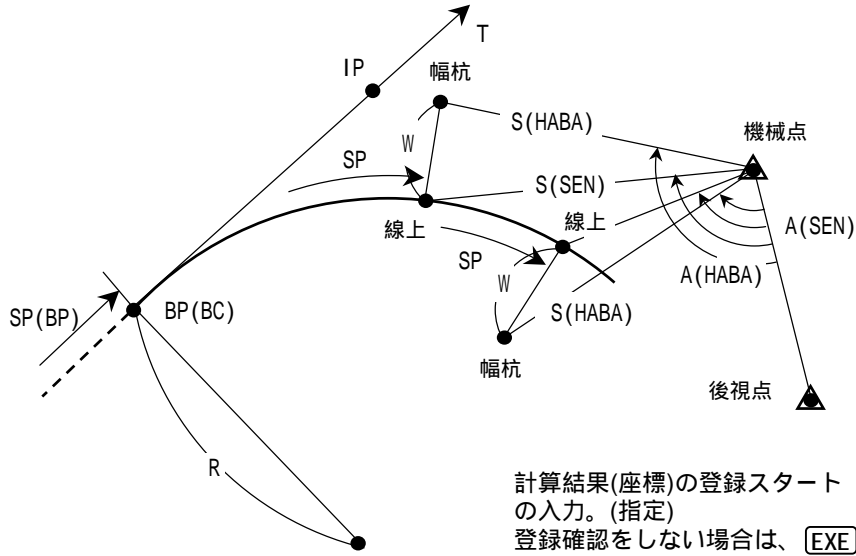 T
IP
幅杭
S(HABA)
機械点
W
SP
S(SEN)
線上
線上
A(SEN)
SP
A(HABA)
W
SP(BP)
BP(BC)
S(HABA)
幅杭
後視点
R
計算結果(座標)の登録スタート
の入力。(指定)
登録確認をしない場合は、 EXE